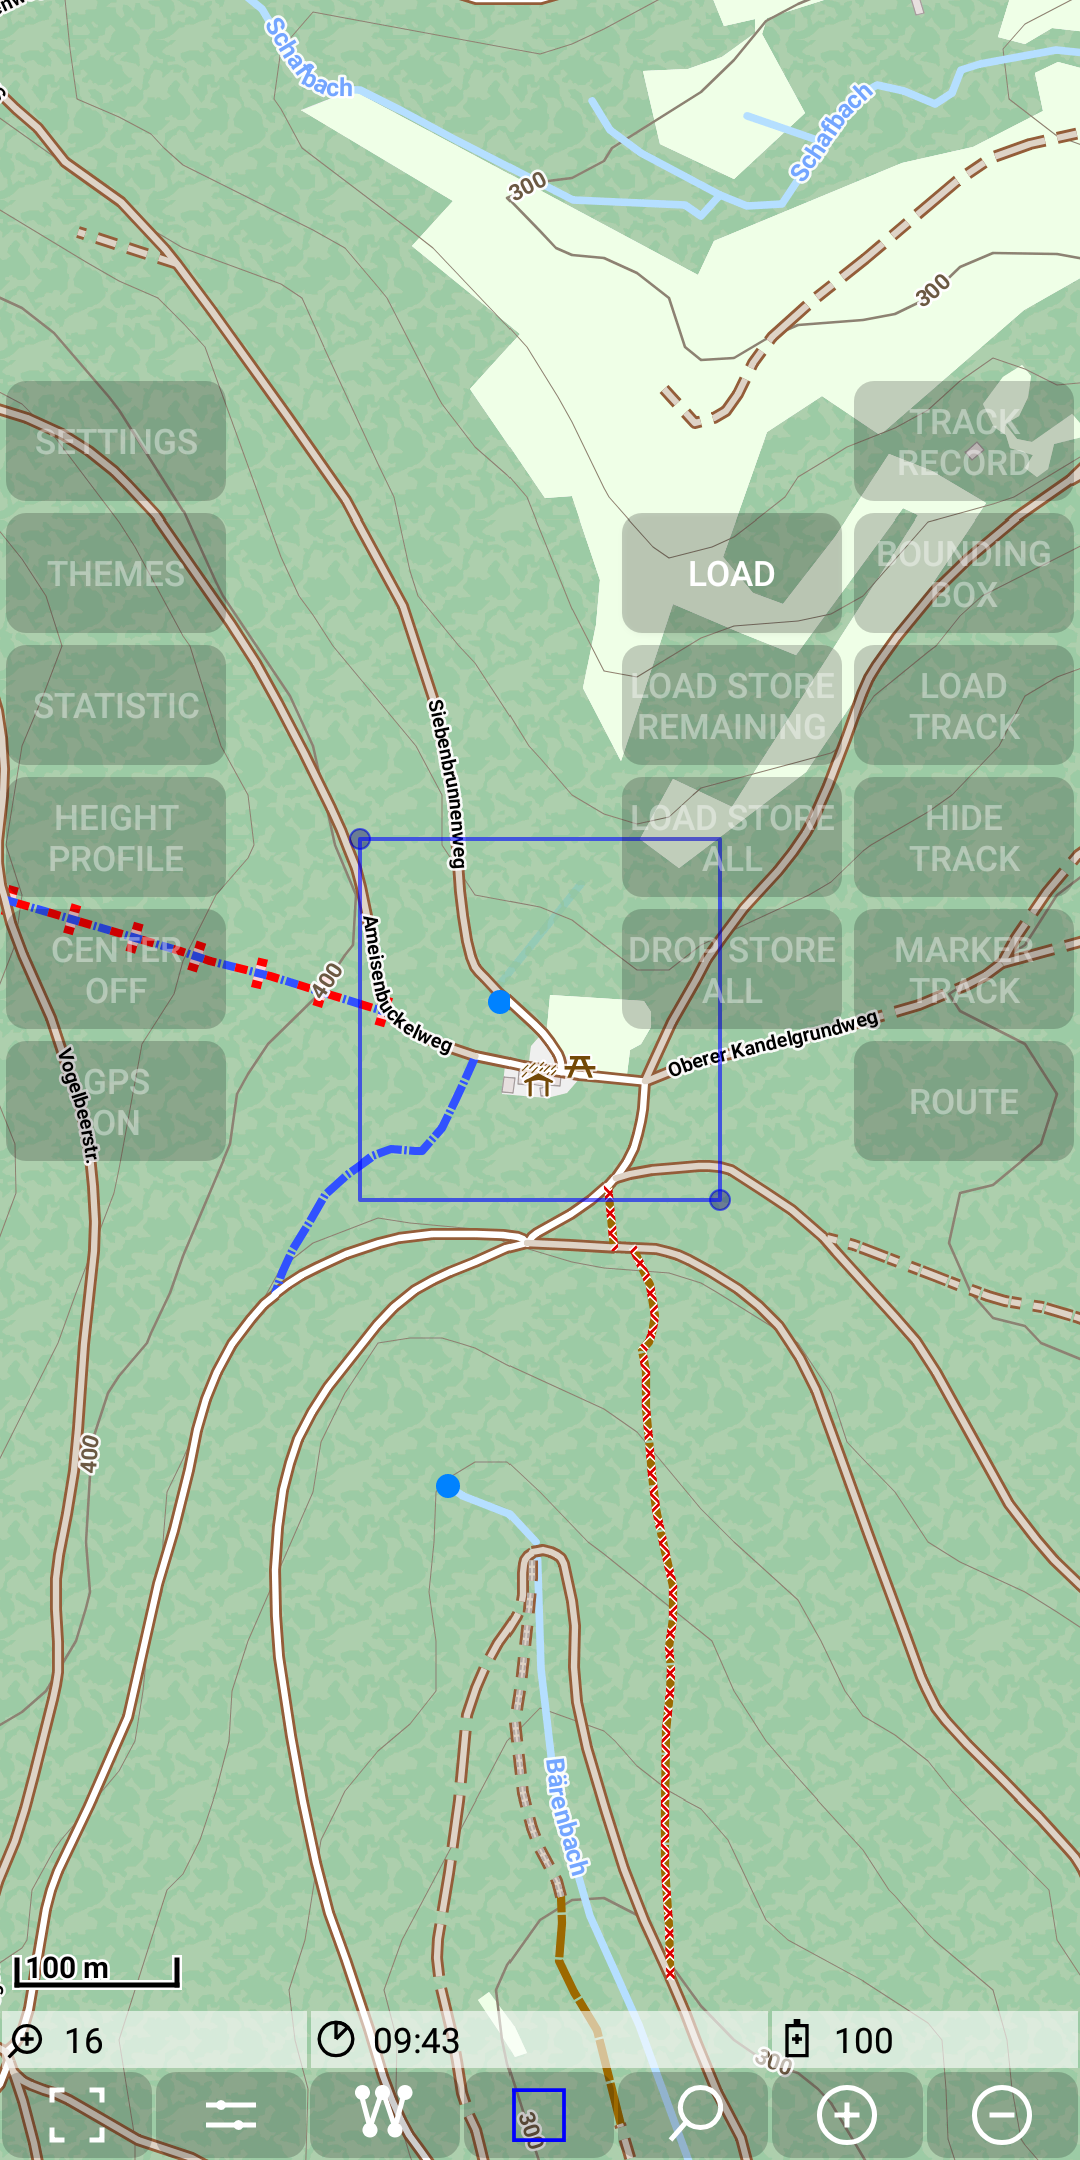 Schafbach
Schafbach
300
300
SETTINGS
TRACK
RECORD
THEMES
LOAD
BOUNDING
BOX
STATISTIC
LOAD STORE
REMAINING
LOAD
TRACK
Siebenbrunnenweg
HEIGHT
PROFILE
LOAD STORE
ALL
HIDE
TRACK
CENTER
OFF
400
Ameisenbuckelweg
DROP STORE
ALL
MARKER
TRACK
Oberer Kandelgrundweg
Vogelbeerstr.
GPS
ON
ROUTE
400
Bärenbach
100 m
16
09:43
100
300
300